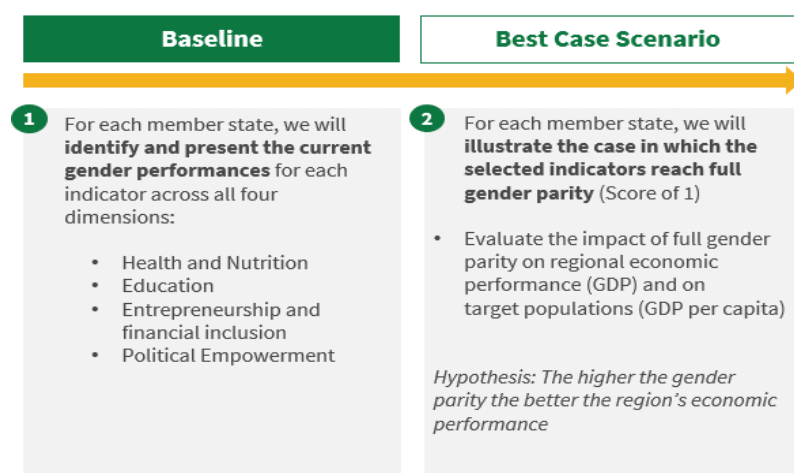 Baseline
Best Case Scenario
1
For each member state, we will
identify and present the current
gender performances for each
indicator across all four
dimensions:
• Health and Nutrition
• Education
• Entrepreneurship and
financial inclusion
• Political Empowerment
2
For each member state, we will
illustrate the case in which the
selected indicators reach full
gender parity (Score of 1)
• Evaluate the impact of full gender
parity on regional economic
performance (GDP) and on
target populations (GDP per capita)
Hypothesis: The higher the gender
parity the better the region's economic
performance